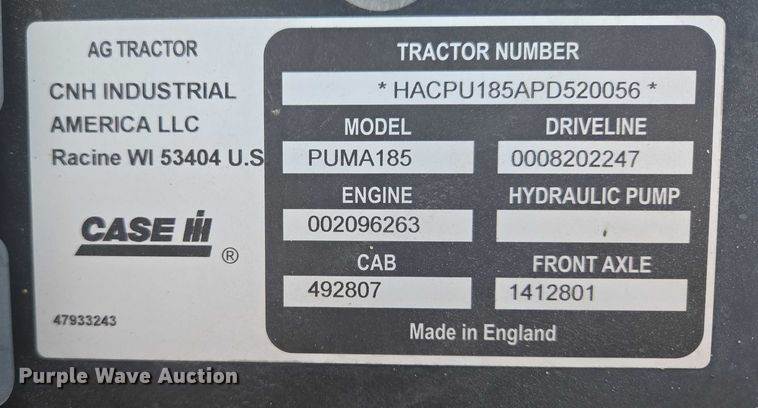 AG TRACTOR
CNH INDUSTRIAL
AMERICA LLC
Racine WI 53404 U.S.
CASE IH
®
47933243
TRACTOR NUMBER
* HACPU185APD520056 *
MODEL
PUMA185
DRIVELINE
0008202247
ENGINE
002096263
HYDRAULIC PUMP
.
CAB
492807
FRONT AXLE
1412801
Made in England
Purple Wave Auction